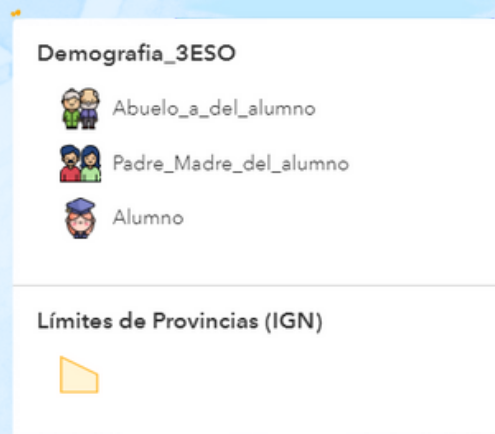 Demografia_3ESO
Abuelo_a_del_alumno
Padre_Madre_del_alumno
Alumno
Límites de Provincias (IGN)